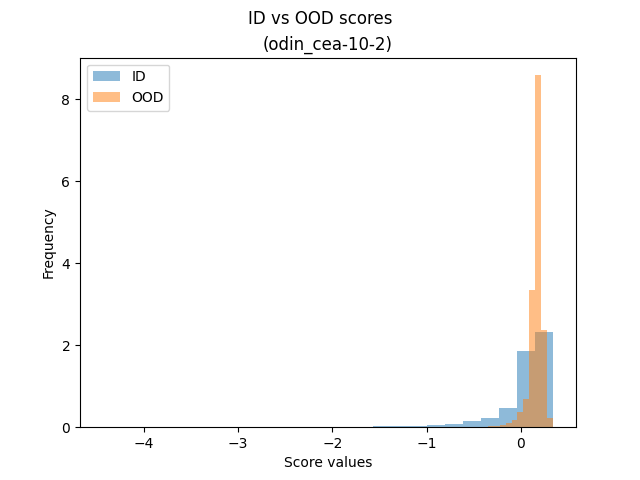 ID vs OOD scores
(odin_cea-10-2)
ID
OOD
8
6
4
2
0
Frequency
−4
−3
−2
−1
0
Score values